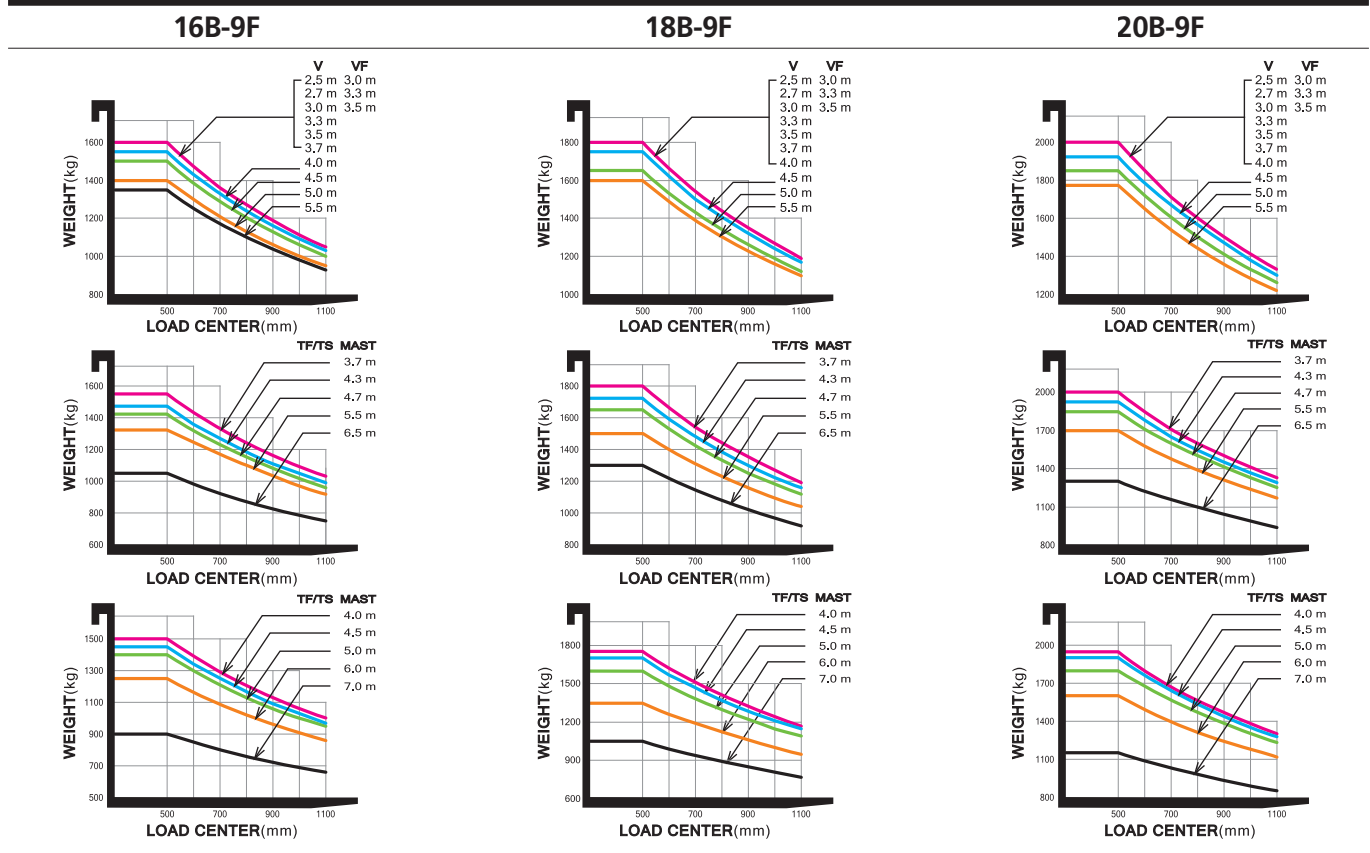 16B-9F 18B-9F 20B-9F
V VF
2.5 m 3.0 m
2.7 m 3.3 m
3.0 m 3.5 m
3.3 m
3.5 m
3.7 m
4.0 m
4.5 m
5.0 m
5.5 m
WEIGHT(kg)
1600
1400
1200
1000
800
500 700 900 1100
LOAD CENTER(mm)
V VF
2.5 m 3.0 m
2.7 m 3.3 m
3.0 m 3.5 m
3.3 m
3.5 m
3.7 m
4.0 m
4.5 m
5.0 m
5.5 m
WEIGHT(kg)
1800
1600
1400
1200
1000
500 700 900 1100
LOAD CENTER(mm)
V VF
2.5 m 3.0 m
2.7 m 3.3 m
3.0 m 3.5 m
3.3 m
3.5 m
3.7 m
4.0 m
4.5 m
5.0 m
5.5 m
WEIGHT(kg)
2000
1800
1600
1400
1200
500 700 900 1100
LOAD CENTER(mm)
TF/TS MAST
3.7 m
4.3 m
4.7 m
5.5 m
6.5 m
WEIGHT(kg)
1600
1400
1200
1000
800
600
500 700 900 1100
LOAD CENTER(mm)
TF/TS MAST
3.7 m
4.3 m
4.7 m
5.5 m
6.5 m
WEIGHT(kg)
1800
1600
1400
1200
1000
800
500 700 900 1100
LOAD CENTER(mm)
TF/TS MAST
3.7 m
4.3 m
4.7 m
5.5 m
6.5 m
WEIGHT(kg)
2000
1700
1400
1100
800
500 700 900 1100
LOAD CENTER(mm)
TF/TS MAST
4.0 m
4.5 m
5.0 m
6.0 m
7.0 m
WEIGHT(kg)
1500
1300
1100
900
700
500
500 700 900 1100
LOAD CENTER(mm)
TF/TS MAST
4.0 m
4.5 m
5.0 m
6.0 m
7.0 m
WEIGHT(kg)
1800
1500
1200
900
600
500 700 900 1100
LOAD CENTER(mm)
TF/TS MAST
4.0 m
4.5 m
5.0 m
6.0 m
7.0 m
WEIGHT(kg)
2000
1700
1400
1100
800
500 700 900 1100
LOAD CENTER(mm)